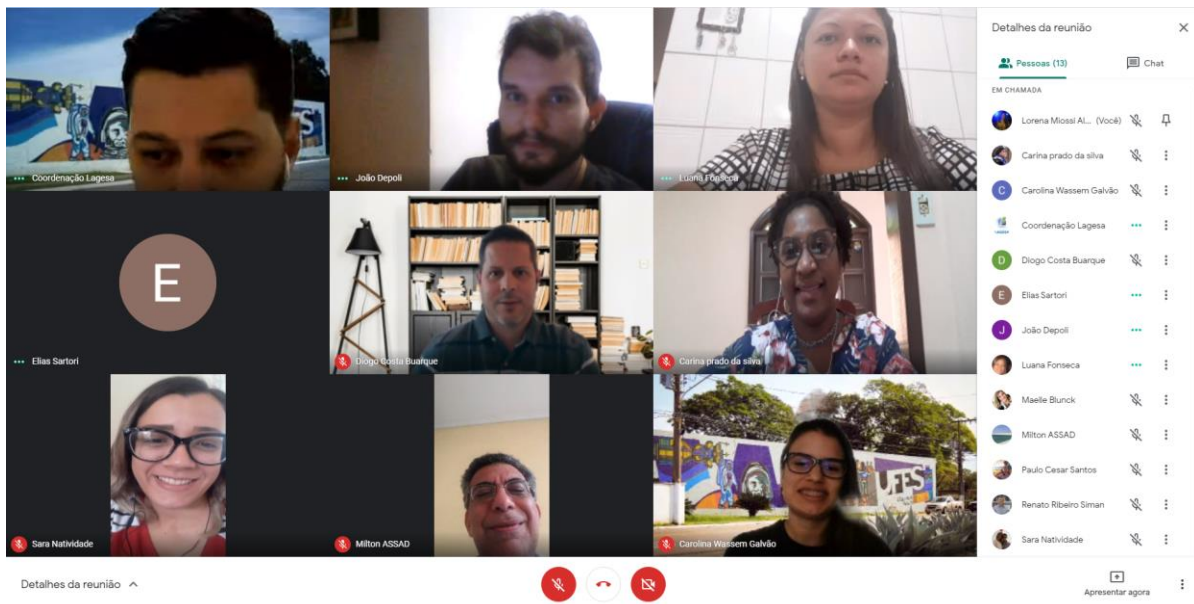 Coordenação Lagesa
João Depoli
Luana Fonseca
E
Elias Sartori
Diogo Costa Buarque
Carina prado da silva
Sara Natividade
Milton ASSAD
UFES
Carolina Wassem Galvão
Detalhes da reunião
Pessoas (13)
Chat
EM CHAMADA
Lorena Miossi Al... (Você)
Carina prado da silva
C
Carolina Wassem Galvão
Coordenação Lagesa
D
Diogo Costa Buarque
E
Elias Sartori
J
João Depoli
Luana Fonseca
Maelle Blunck
Milton ASSAD
Paulo Cesar Santos
Renato Ribeiro Siman
Sara Natividade
Detalhes da reunião
Apresentar agora